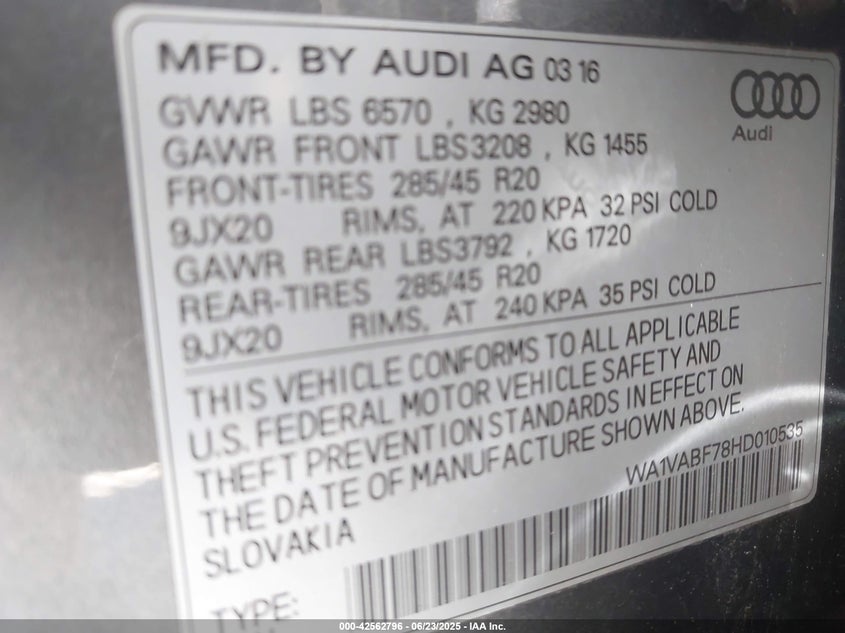 MFD. BY AUDI AG 03 16
Audi
GVWR LBS 6570 , KG 2980
GAWR FRONT LBS3208 , KG 1455
FRONT-TIRES 285/45 R20
9JX20 RIMS, AT 220 KPA 32 PSI COLD
GAWR REAR LBS3792 , KG 1720
REAR-TIRES 285/45 R20
9JX20 RIMS, AT 240 KPA 35 PSI COLD
THIS VEHICLE CONFORMS TO ALL APPLICABLE
U.S. FEDERAL MOTOR VEHICLE SAFETY AND
THEFT PREVENTION STANDARDS IN EFFECT ON
THE DATE OF MANUFACTURE SHOWN ABOVE.
SLOVAKIA
WA1VABF78HD010535
TYPE:
000-42562796 - 06/23/2025 - IAA Inc.